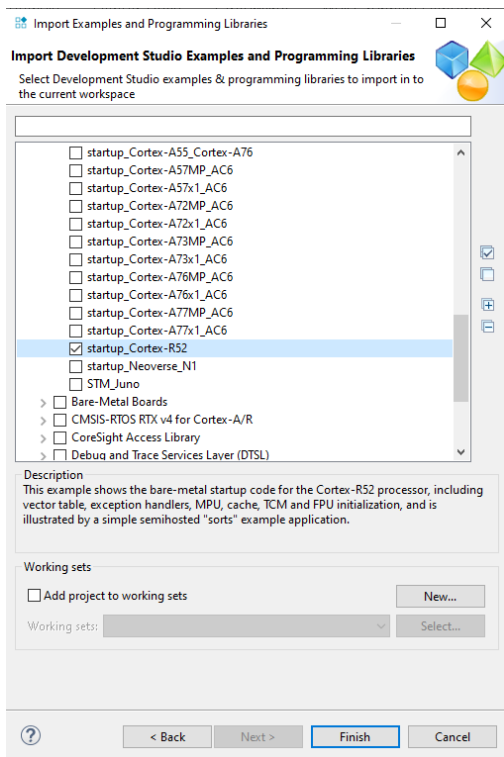 Import Examples and Programming Libraries
Import Development Studio Examples and Programming Libraries
Select Development Studio examples & programming libraries to import in to
the current workspace
startup_Cortex-A55_Cortex-A76
startup_Cortex-A57MP_AC6
startup_Cortex-A57x1_AC6
startup_Cortex-A72MP_AC6
startup_Cortex-A72x1_AC6
startup_Cortex-A73MP_AC6
startup_Cortex-A73x1_AC6
startup_Cortex-A76MP_AC6
startup_Cortex-A76x1_AC6
startup_Cortex-A77MP_AC6
startup_Cortex-A77x1_AC6
startup_Cortex-R52
startup_Neoverse_N1
STM_Juno
Bare-Metal Boards
CMSIS-RTOS RTX v4 for Cortex-A/R
CoreSight Access Library
Debug and Trace Services Layer (DTSL)
Description
This example shows the bare-metal startup code for the Cortex-R52 processor, including
vector table, exception handlers, MPU, cache, TCM and FPU initialization, and is
illustrated by a simple semihosted "sorts" example application.
Working sets
Add project to working sets
New...
Working sets:
Select...
?
< Back
Next >
Finish
Cancel